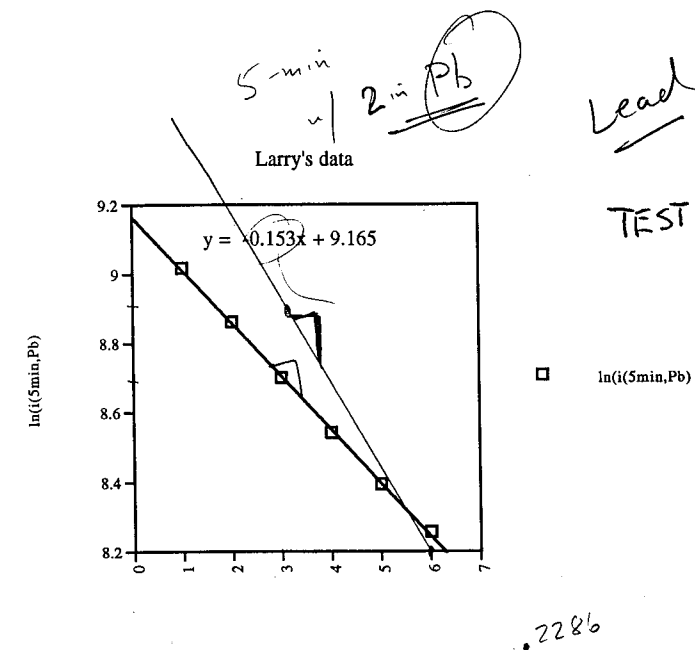 5-min
w/ 2 in Pb
Lead
Larry's data
TEST
y = -0.153x + 9.165
9.2
9
8.8
8.6
8.4
8.2
ln(i(5min,Pb)
0 1 2 3 4 5 6 7
ln(i(5min,Pb)
.2286